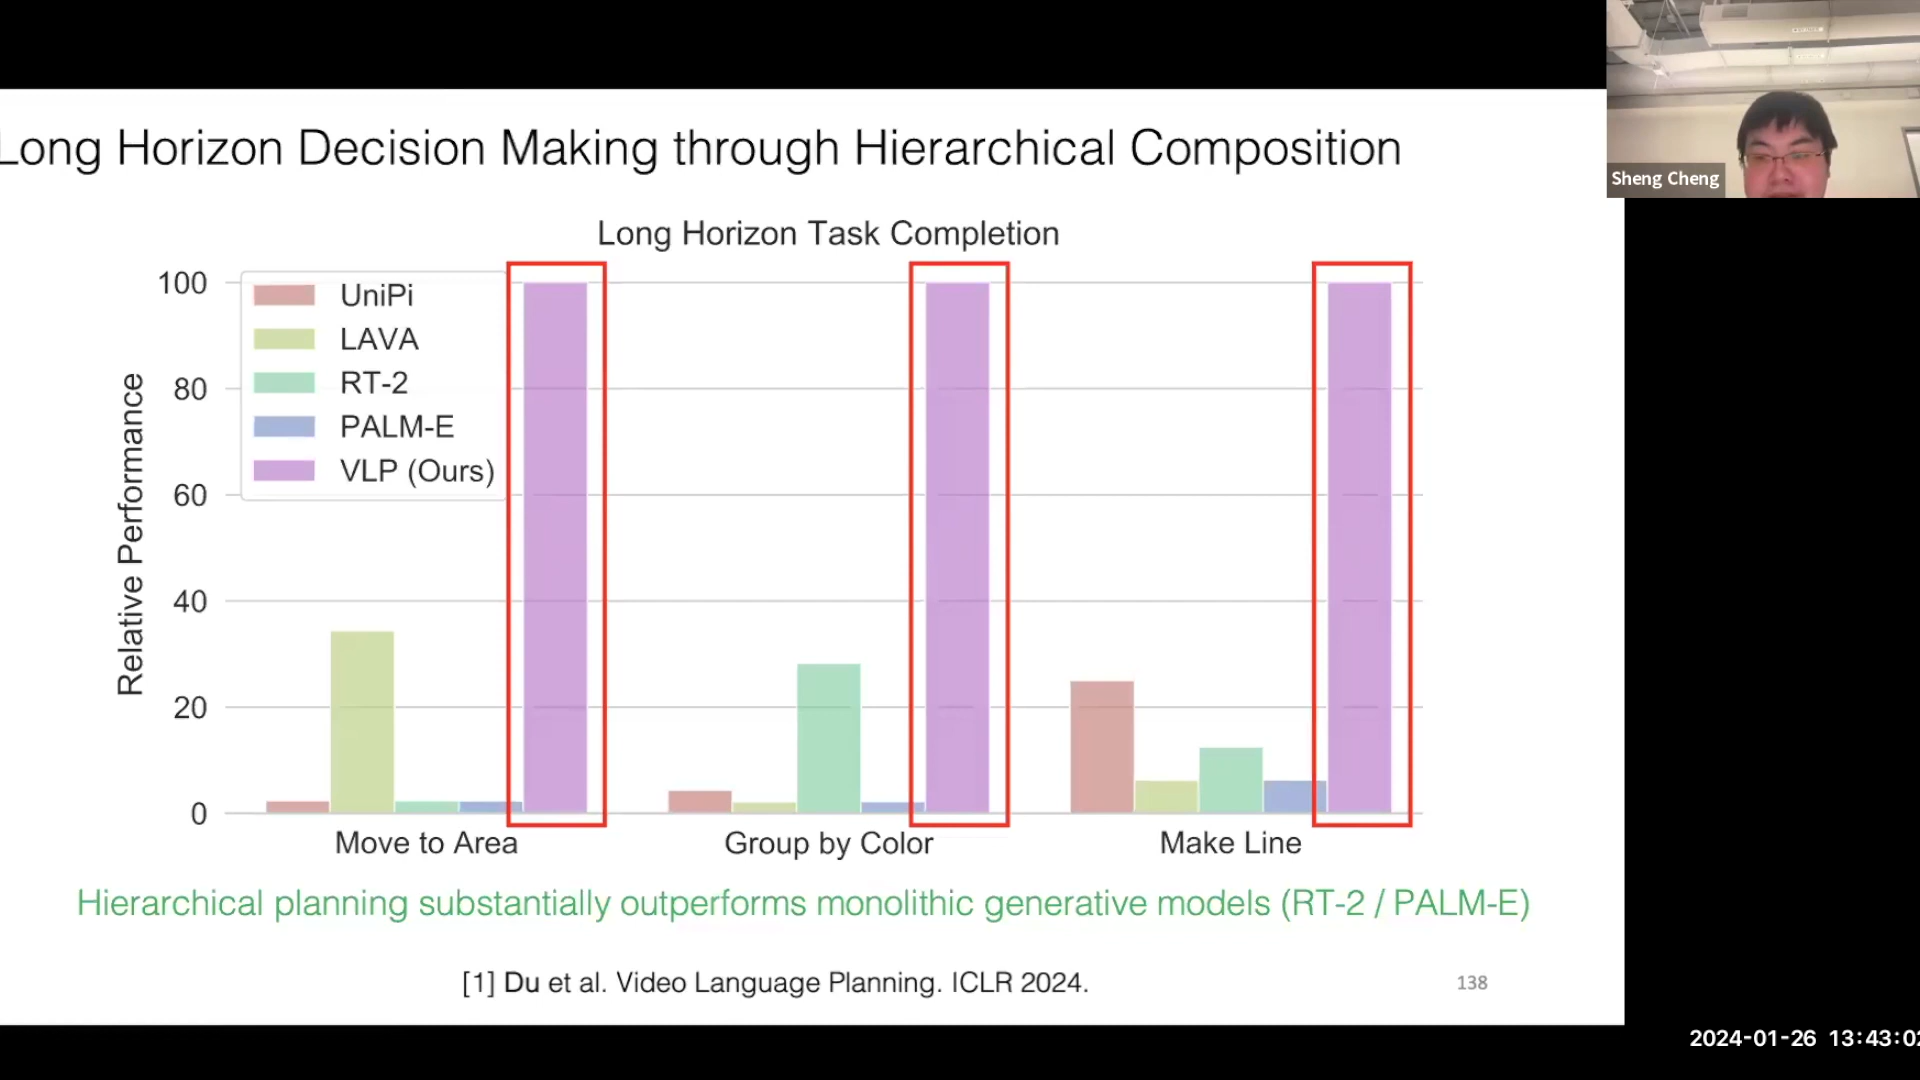 Long Horizon Decision Making through Hierarchical Composition
Sheng Cheng
Long Horizon Task Completion
Relative Performance
100
80
60
40
20
0
UniPi
LAVA
RT-2
PALM-E
VLP (Ours)
Move to Area
Group by Color
Make Line
Hierarchical planning substantially outperforms monolithic generative models (RT-2 / PALM-E)
[1] Du et al. Video Language Planning. ICLR 2024.
138
2024-01-26 13:43:02